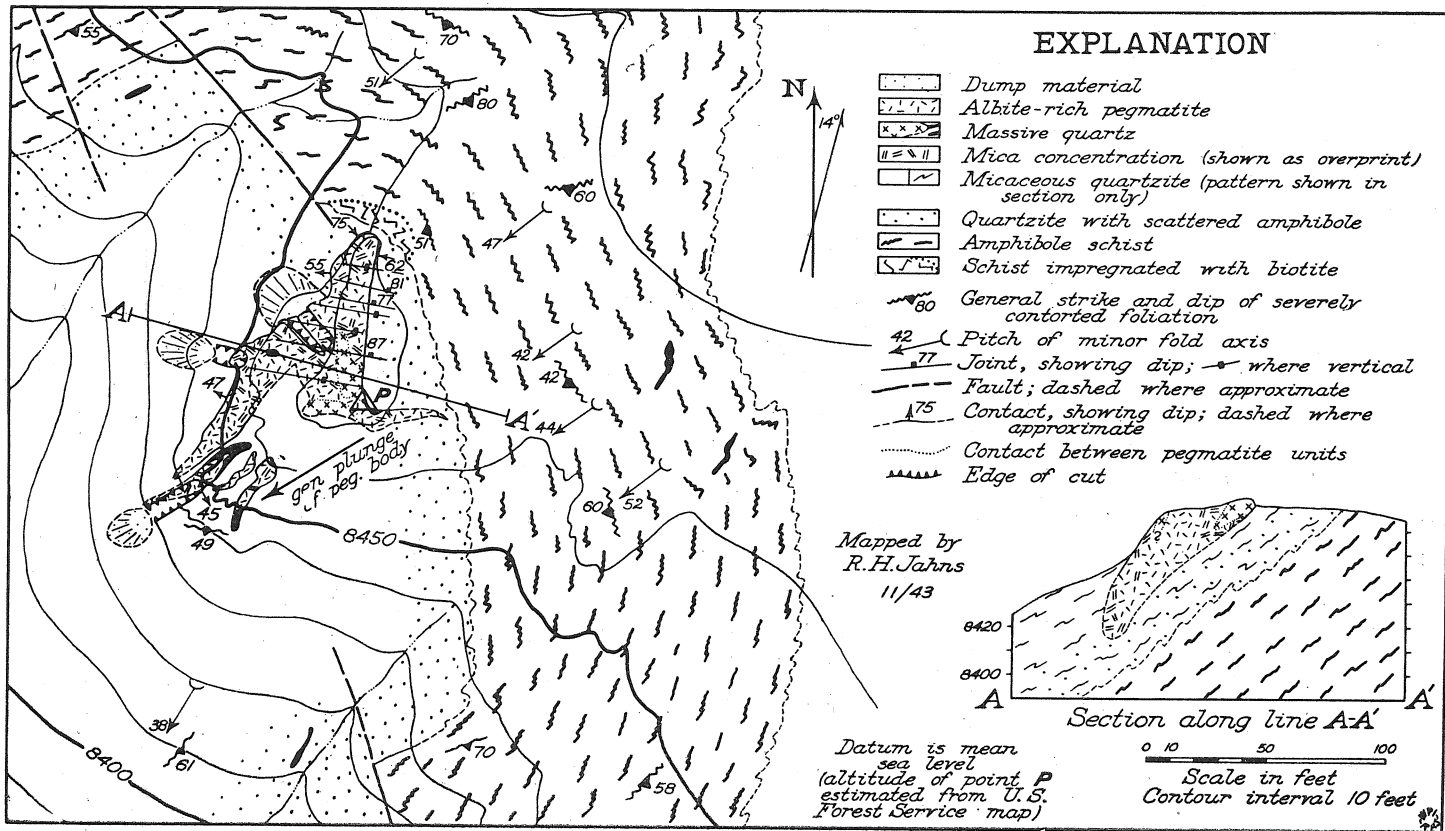 EXPLANATION
Dump material
Albite-rich pegmatite
Massive quartz
Mica concentration (shown as overprint)
Micaceous quartzite (pattern shown in
section only)
Quartzite with scattered amphibole
Amphibole schist
Schist impregnated with biotite
80 General strike and dip of severely
contorted foliation
42 Pitch of minor fold axis
77 Joint, showing dip; where vertical
Fault; dashed where approximate
75 Contact, showing dip; dashed where
approximate
Contact between pegmatite units
Edge of cut
N
14°
55
70
51
80
60
47
51
75
55
62
81
77
87
A
47
P
A'
42
42
44
gen plunge
of peg. body
45
49
60
52
8450
38
61
8400
70
58
Mapped by
R.H.Jahns
11/43
8420
8400
A
A'
Section along line A-A'
Datum is mean
sea level
(altitude of point P
estimated from U.S.
Forest Service map)
0 10 50 100
Scale in feet
Contour interval 10 feet